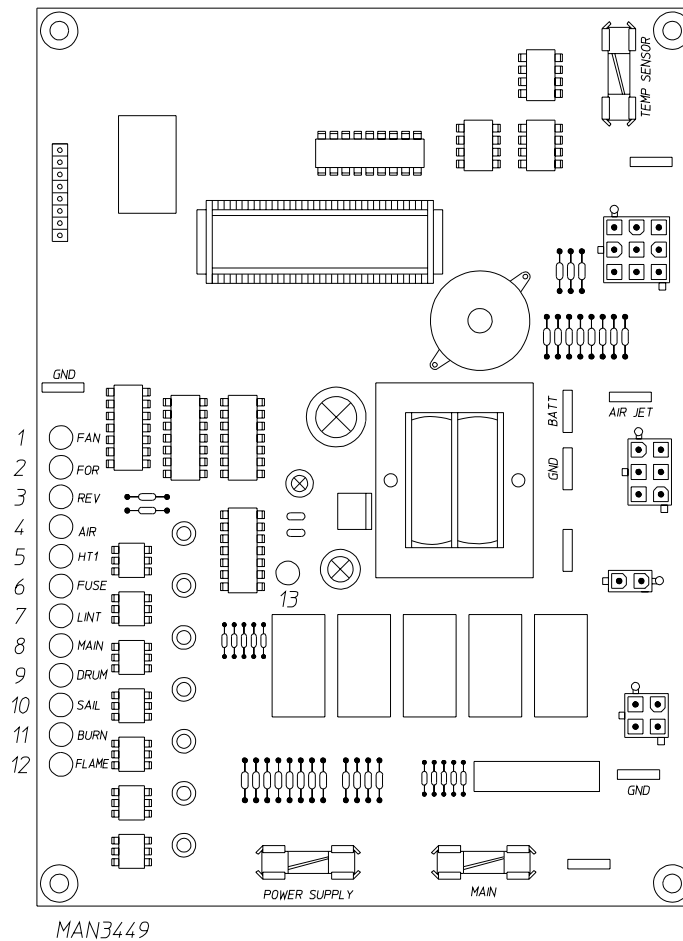 TEMP SENSOR
GND
BATT
AIR JET
1 FAN
2 FOR
GND
3 REV
4 AIR
5 HT1
6 FUSE
13
7 LINT
8 MAIN
9 DRUM
10 SAIL
11 BURN
12 FLAME
GND
POWER SUPPLY
MAIN
MAN3449